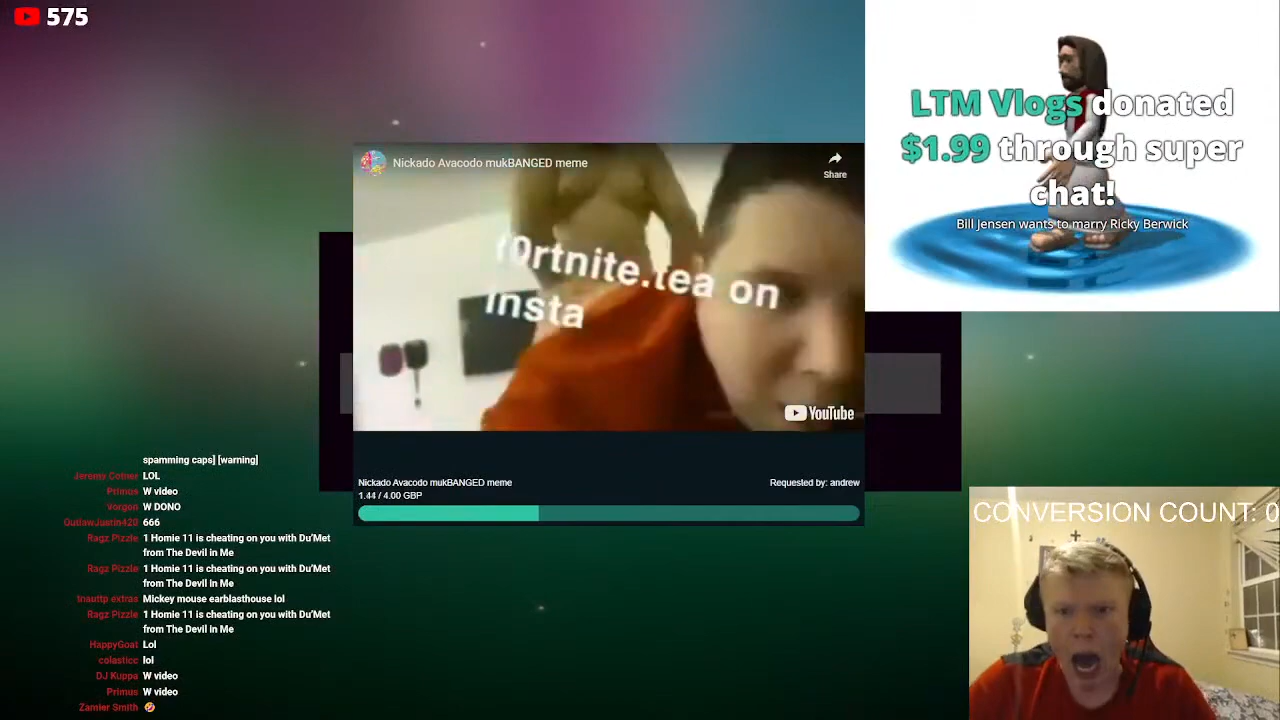 575
LTM Vlogs donated
$1.99 through super
chat!
Bill Jensen wants to marry Ricky Berwick
Nickado Avacodo mukBANGED meme
Share
f0rtnite.tea on
insta
YouTube
Nickado Avacodo mukBANGED meme
Requested by: andrew
1.44 / 4.00 GBP
spamming caps] [warning]
Jeremy Comer LOL
Primus W video
Vorgon W DONO
OutlawJustin420 666
Ragz Pizzle 1 Homie 11 is cheating on you with Du'Met
from The Devil in Me
Ragz Pizzle 1 Homie 11 is cheating on you with Du'Met
from The Devil in Me
tnauttp extras Mickey mouse earblasthouse lol
Ragz Pizzle 1 Homie 11 is cheating on you with Du'Met
from The Devil in Me
HappyGoat Lol
colasticc lol
DJ Kuppa W video
Primus W video
Zamier Smith 🤣
CONVERSION COUNT: 0